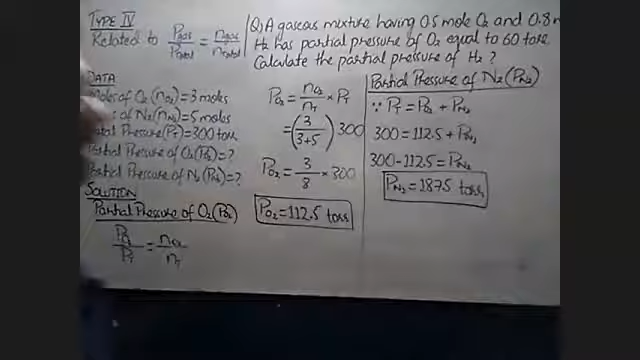 TYPE IV
Related to Pgas/Ptotal = ngas/ntotal
Q) A gaseous mixture having 0.5 mole O2 and 0.8 m
H2 has partial pressure of O2 equal to 60 torr
Calculate the partial pressure of H2 ?
DATA
Moles of O2 (nO2) = 3 moles
of N2 (nN2) = 5 moles
Pressure (PT) = 300 torr
Partial Pressure of O2 (PO2) = ?
Partial Pressure of N2 (PN2) = ?
SOLUTION
Partial Pressure of O2 (PO2)
PO2/PT = nO2/nT
PO2 = nO2/nT × PT
= (3/3+5) 300
PO2 = 3/8 × 300
PO2 = 112.5 torr
Partial Pressure of N2 (PN2)
∵ PT = PO2 + PN2
300 = 112.5 + PN2
300 - 112.5 = PN2
PN2 = 187.5 torr